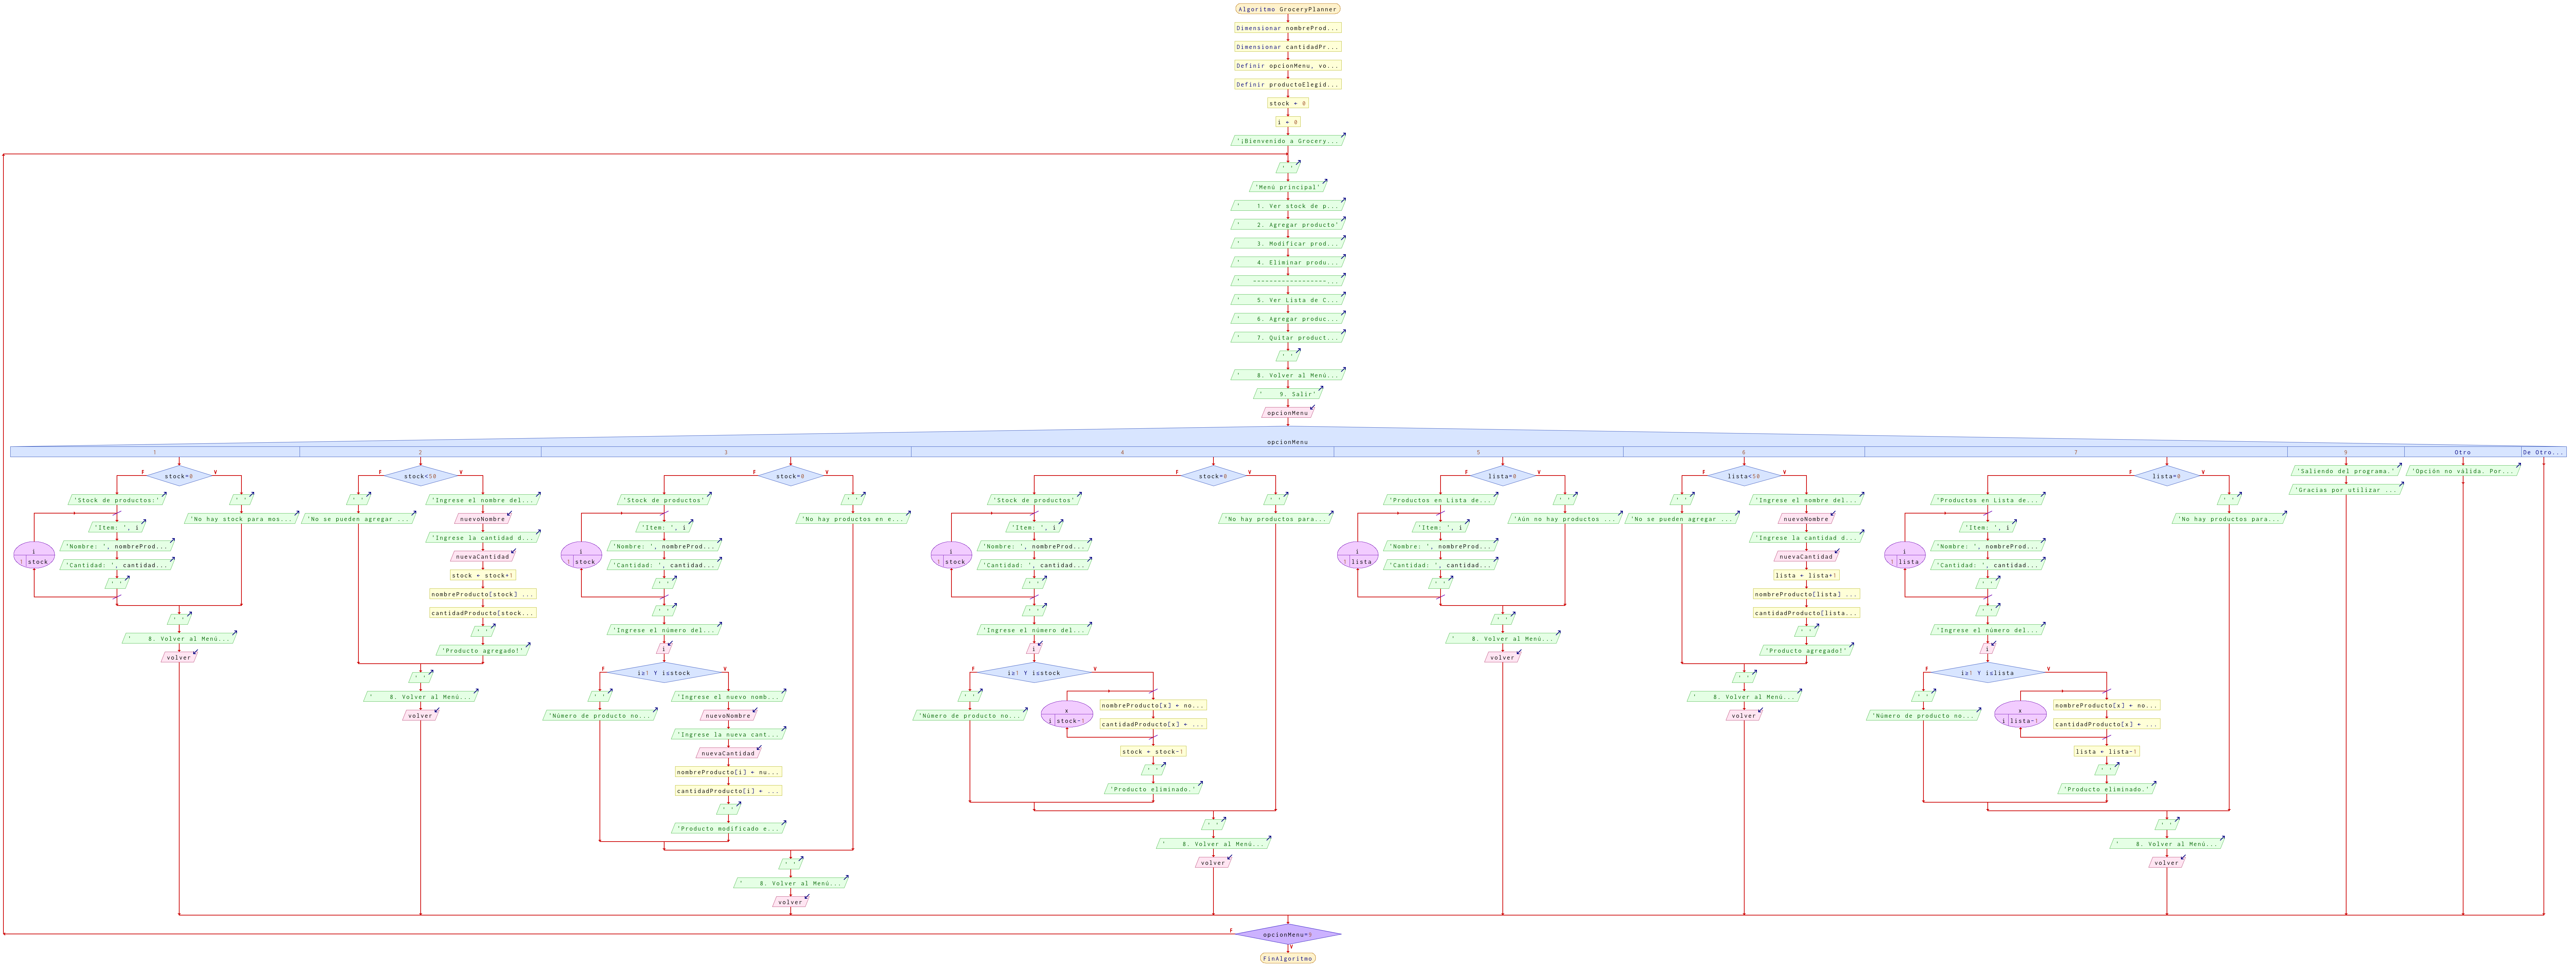 Algoritmo GroceryPlanner
Dimensionar nombreProd...
Dimensionar cantidadPr...
Definir opcionMenu, vo...
Definir productoElegid...
stock ← 0
i ← 0
'¡Bienvenido a Grocery...
' '
'Menú principal'
'    1. Ver stock de p...
'    2. Agregar producto'
'    3. Modificar prod...
'    4. Eliminar produ...
'   ------------------...
'    5. Ver Lista de C...
'    6. Agregar produc...
'    7. Quitar product...
' '
'    8. Volver al Menú...
'    9. Salir'
opcionMenu
opcionMenu
1
2
3
4
5
6
7
9
Otro
De Otro...
F
stock=0
V
'Stock de productos:'
' '
'Item: ', i
'No hay stock para mos...
'Nombre: ', nombreProd...
i
1 stock
'Cantidad: ', cantidad...
' '
' '
'    8. Volver al Menú...
volver
F
stock<50
V
' '
'Ingrese el nombre del...
'No se pueden agregar ...
nuevoNombre
'Ingrese la cantidad d...
nuevaCantidad
stock ← stock+1
nombreProducto[stock] ...
cantidadProducto[stock...
' '
'Producto agregado!'
' '
'    8. Volver al Menú...
volver
F
stock=0
V
'Stock de productos'
' '
'Item: ', i
'No hay productos en e...
'Nombre: ', nombreProd...
i
1 stock
'Cantidad: ', cantidad...
' '
' '
'Ingrese el número del...
i
F
i≥1 Y i≤stock
V
' '
'Ingrese el nuevo nomb...
'Número de producto no...
nuevoNombre
'Ingrese la nueva cant...
nuevaCantidad
nombreProducto[i] ← nu...
cantidadProducto[i] ← ...
' '
'Producto modificado e...
' '
'    8. Volver al Menú...
volver
F
stock=0
V
'Stock de productos'
' '
'Item: ', i
'No hay productos para...
'Nombre: ', nombreProd...
i
1 stock
'Cantidad: ', cantidad...
' '
' '
'Ingrese el número del...
i
F
i≥1 Y i≤stock
V
' '
'Número de producto no...
x
i stock-1
nombreProducto[x] ← no...
cantidadProducto[x] ← ...
stock ← stock-1
' '
'Producto eliminado.'
' '
'    8. Volver al Menú...
volver
F
lista=0
V
'Productos en Lista de...
' '
'Item: ', i
'Aún no hay productos ...
'Nombre: ', nombreProd...
i
1 lista
'Cantidad: ', cantidad...
' '
' '
'    8. Volver al Menú...
volver
F
lista<50
V
' '
'Ingrese el nombre del...
'No se pueden agregar ...
nuevoNombre
'Ingrese la cantidad d...
nuevaCantidad
lista ← lista+1
nombreProducto[lista] ...
cantidadProducto[lista...
' '
'Producto agregado!'
' '
'    8. Volver al Menú...
volver
F
lista=0
V
'Productos en Lista de...
' '
'Item: ', i
'No hay productos para...
'Nombre: ', nombreProd...
i
1 lista
'Cantidad: ', cantidad...
' '
' '
'Ingrese el número del...
i
F
i≥1 Y i≤lista
V
' '
'Número de producto no...
x
i lista-1
nombreProducto[x] ← no...
cantidadProducto[x] ← ...
lista ← lista-1
' '
'Producto eliminado.'
' '
'    8. Volver al Menú...
volver
'Saliendo del programa.'
'Gracias por utilizar ...
'Opción no válida. Por...
F
opcionMenu=9
V
FinAlgoritmo